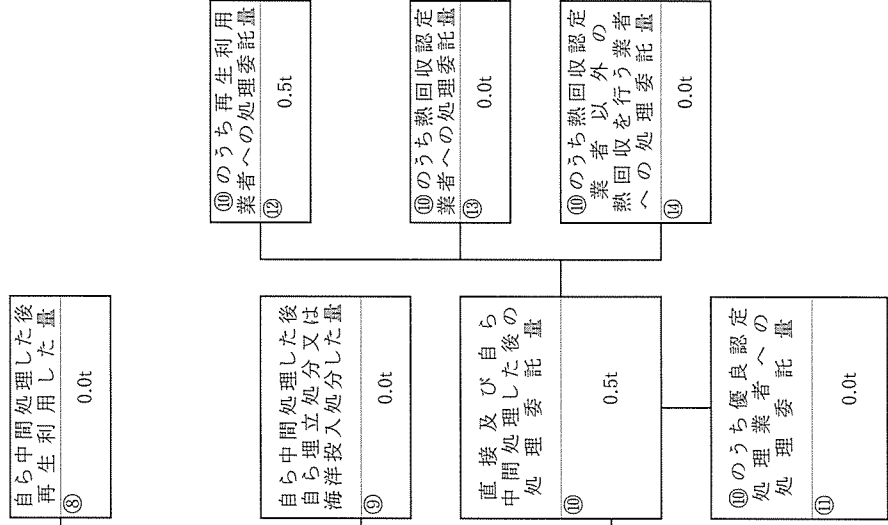 自ら中間処理した後
再生利用した量
⑧
0.0t
自ら中間処理した後
自ら埋立処分又は
海洋投入処分した量
⑨
0.0t
直接及び自ら
中間処理した後の
処理委託量
⑩
0.5t
⑩のうち優良認定
処理業者への
処理委託量
⑪
0.0t
⑩のうち再生利用
業者への処理委託量
⑫
0.5t
⑩のうち熱回収認定
業者への処理委託量
⑬
0.0t
⑩のうち熱回収認定
業者以外の
熱回収を行う業者
への処理委託量
⑭
0.0t